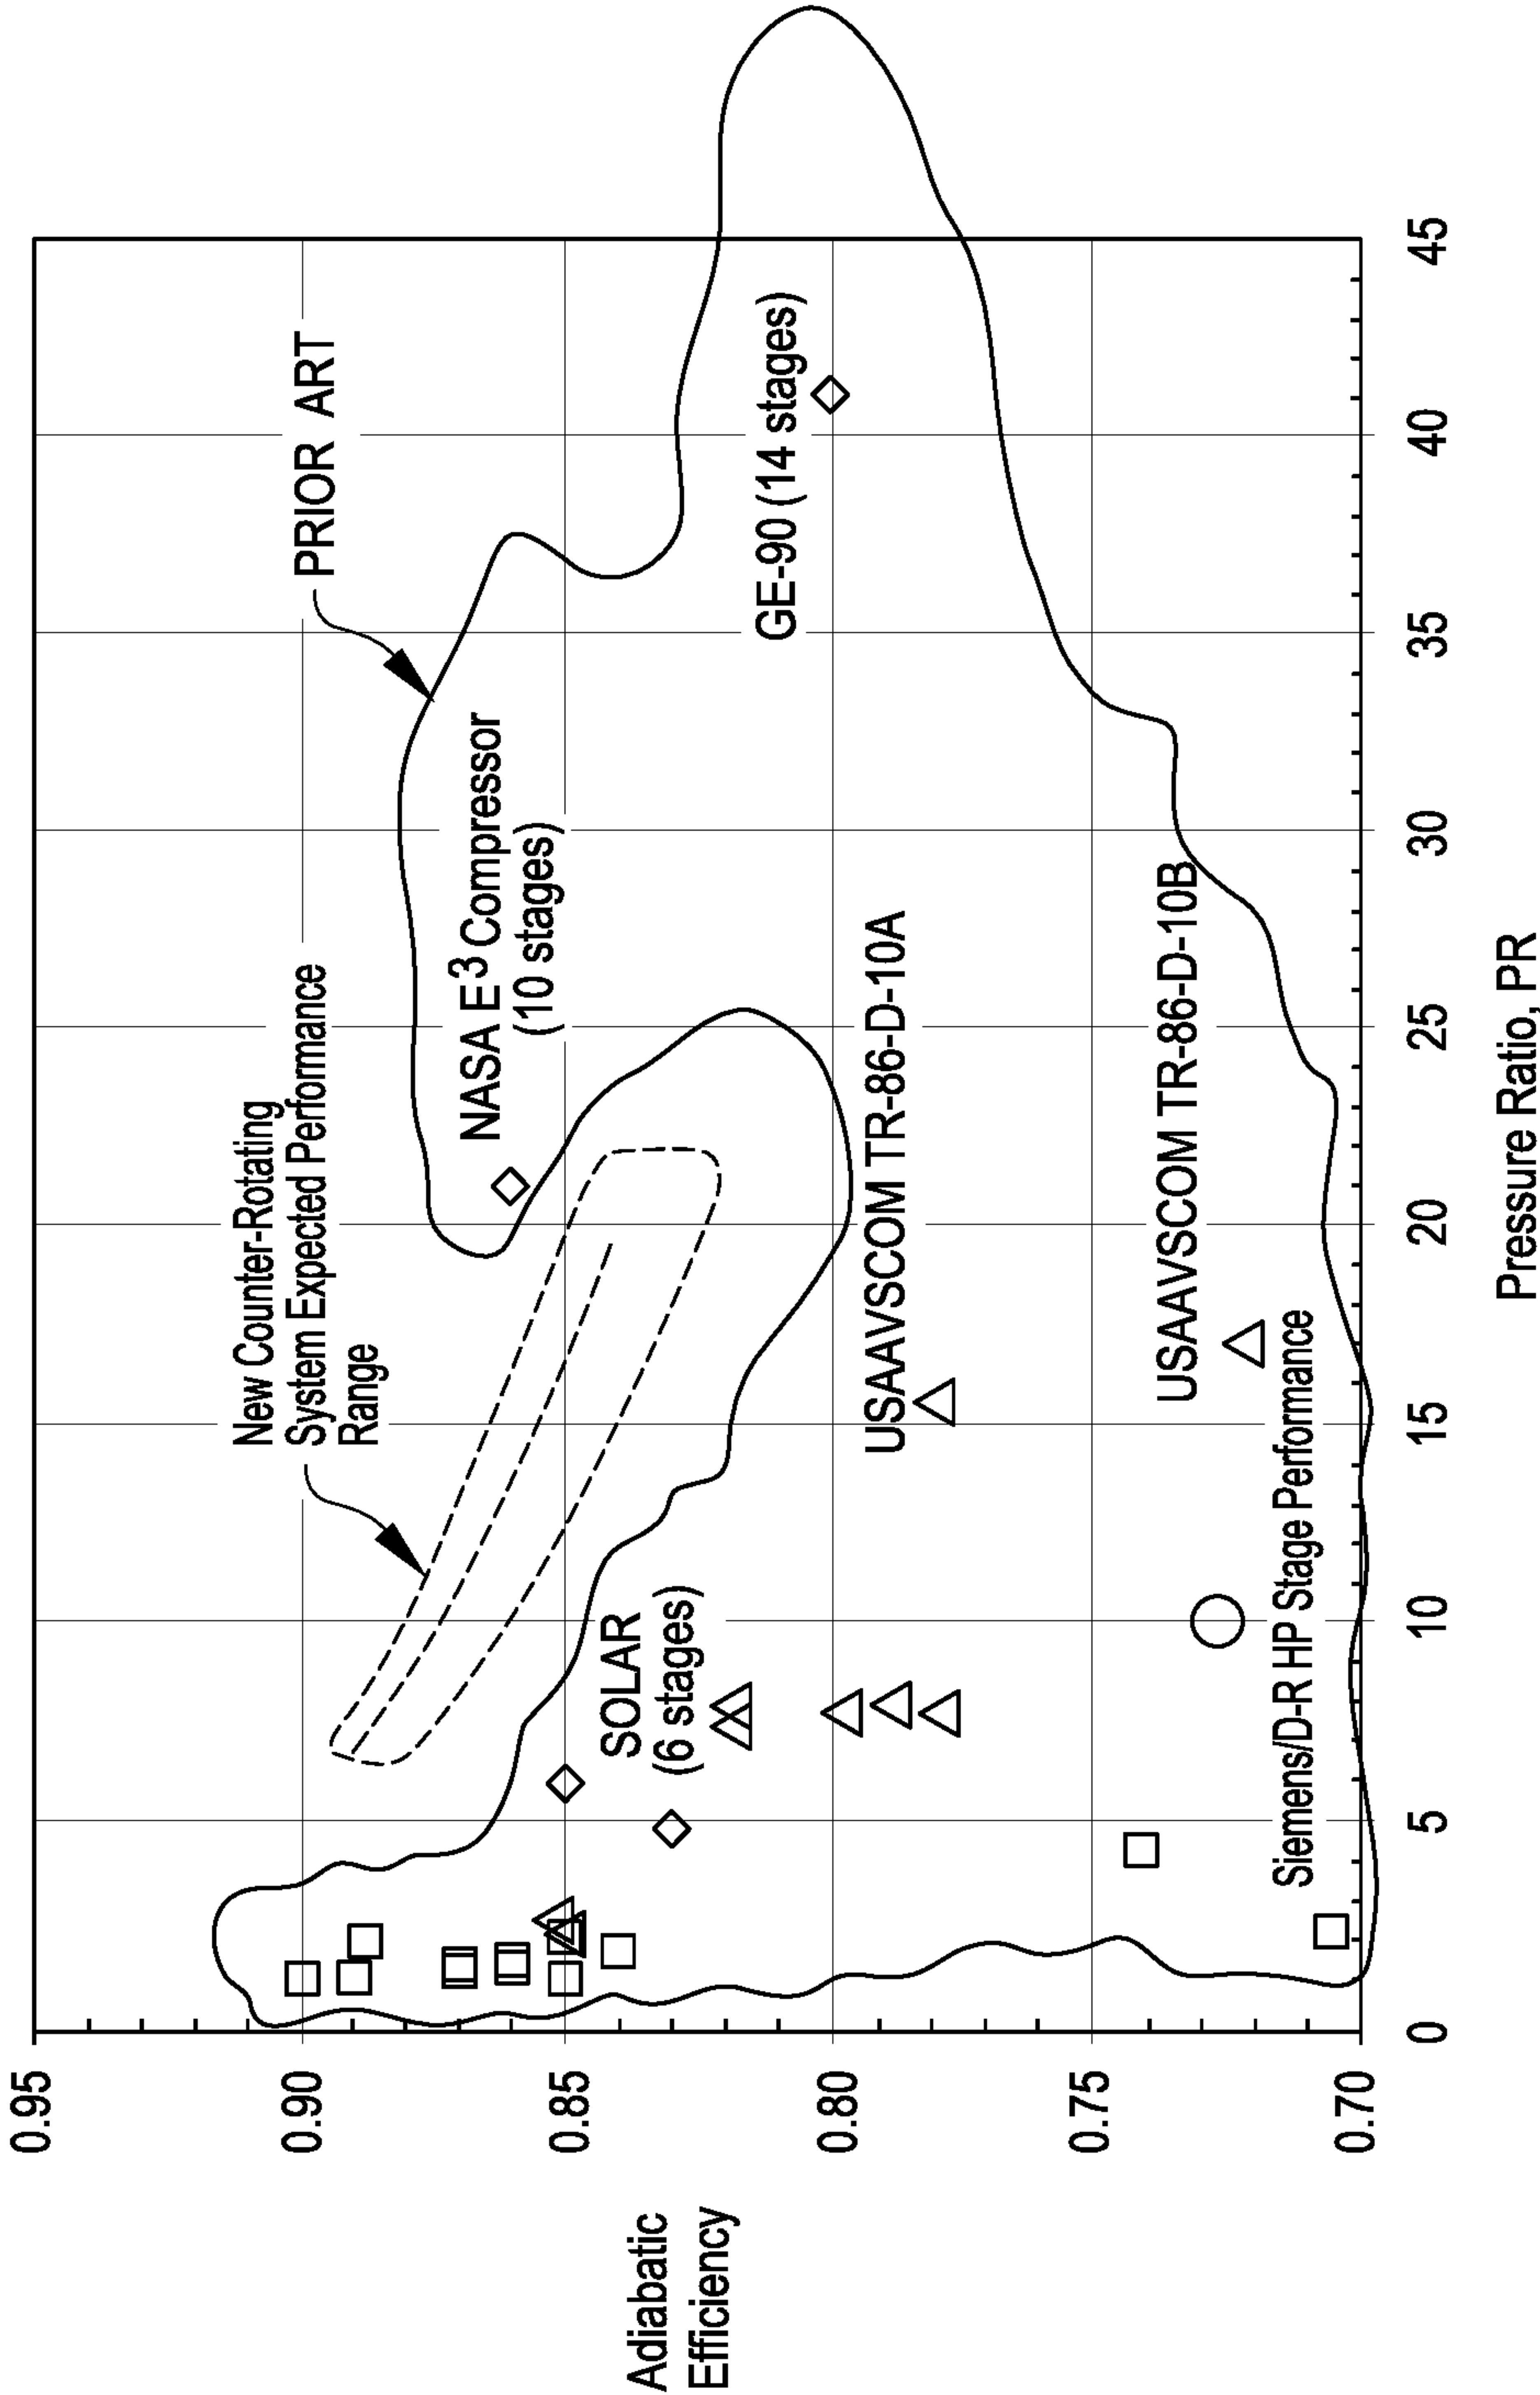 Adiabatic
Efficiency
0.95
0.90
0.85
0.80
0.75
0.70
New Counter-Rotating
System Expected Performance
Range
PRIOR ART
NASA E3 Compressor
(10 stages)
SOLAR
(6 stages)
GE-90 (14 stages)
USAAVSCOM TR-86-D-10A
USAAVSCOM TR-86-D-10B
Siemens/D-R HP Stage Performance
0
5
10
15
20
25
30
35
40
45
Pressure Ratio, PR